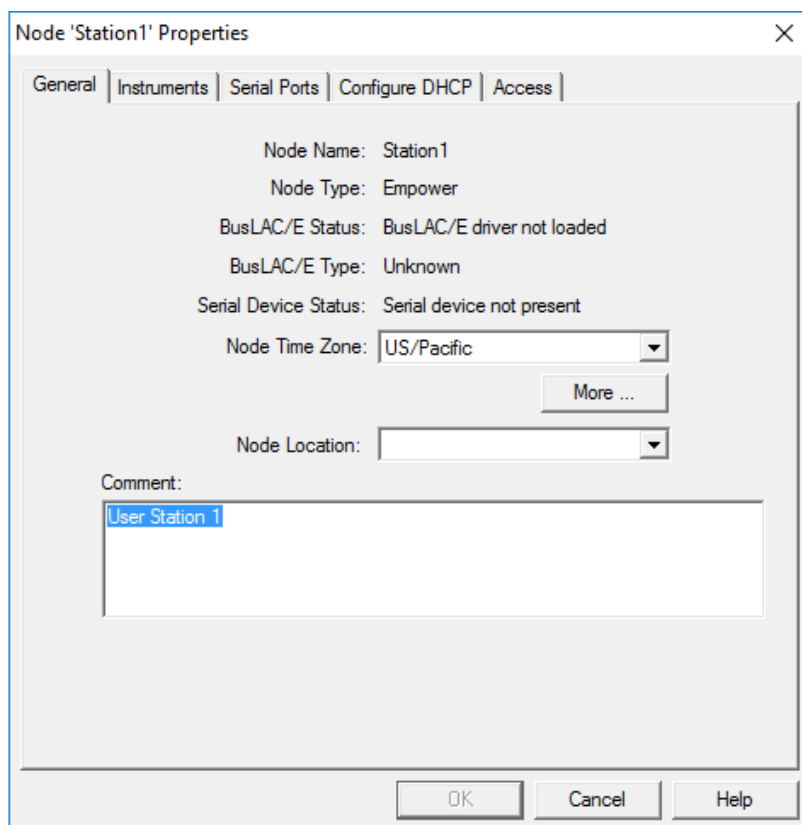 Node 'Station1' Properties
General Instruments Serial Ports Configure DHCP Access
Node Name: Station1
Node Type: Empower
BusLAC/E Status: BusLAC/E driver not loaded
BusLAC/E Type: Unknown
Serial Device Status: Serial device not present
Node Time Zone: US/Pacific
More ...
Node Location:
Comment:
User Station 1
OK Cancel Help